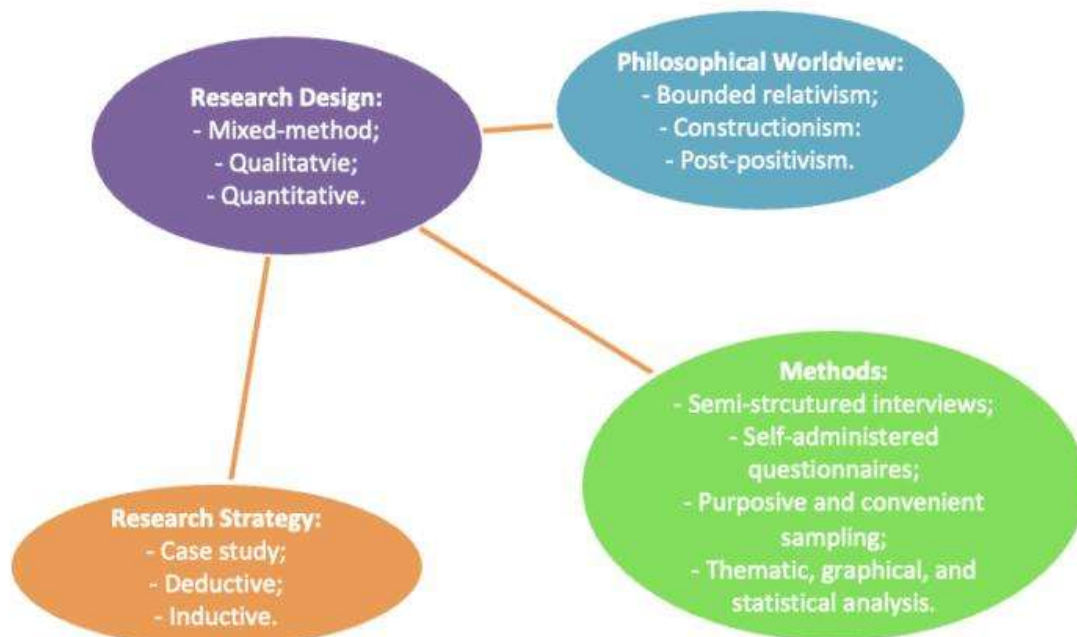 Research Design:
- Mixed-method;
- Qualitatvie;
- Quantitative.
Philosophical Worldview:
- Bounded relativism;
- Constructionism:
- Post-positivism.
Methods:
- Semi-strcutured interviews;
- Self-administered
questionnaires;
- Purposive and convenient
sampling;
- Thematic, graphical, and
statistical analysis.
Research Strategy:
- Case study;
- Deductive;
- Inductive.